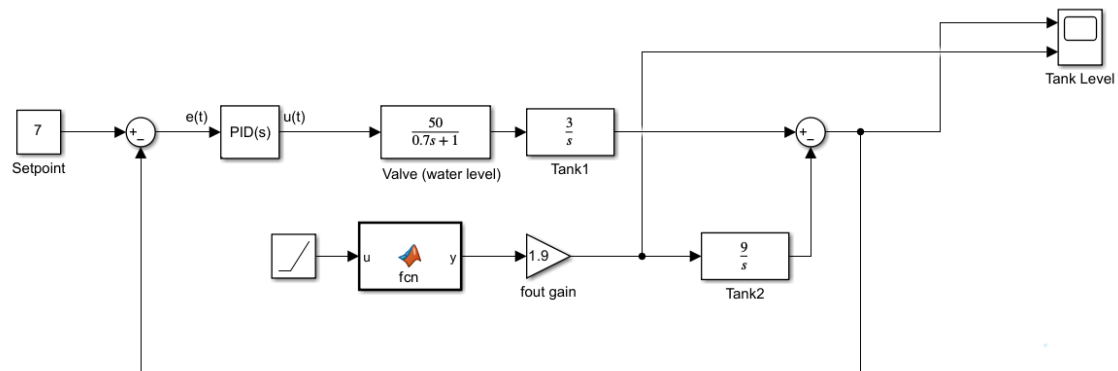 Tank Level
e(t)
u(t)
7
+
-
PID(s)
50
0.7s + 1
3
s
+
-
Setpoint
Valve (water level)
Tank1
u
fcn
y
1.9
9
s
fout gain
Tank2